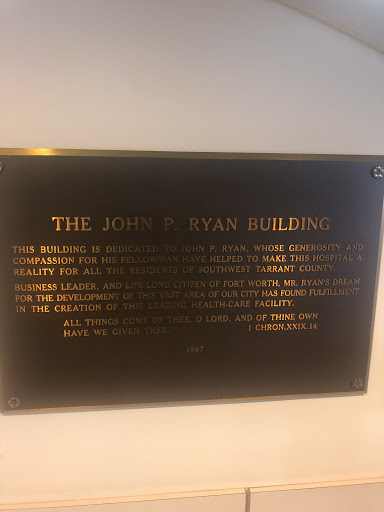 THE JOHN P. RYAN BUILDING
THIS BUILDING IS DEDICATED TO JOHN P. RYAN, WHOSE GENEROSITY AND
COMPASSION FOR HIS FELLOWMAN HAVE HELPED TO MAKE THIS HOSPITAL A
REALITY FOR ALL THE RESIDENTS OF SOUTHWEST TARRANT COUNTY.
BUSINESS LEADER, AND LIFE-LONG CITIZEN OF FORT WORTH, MR. RYAN'S DREAM
FOR THE DEVELOPMENT OF THIS VAST AREA OF OUR CITY HAS FOUND FULFILLMENT
IN THE CREATION OF THIS LEADING HEALTH-CARE FACILITY.
ALL THINGS COME OF THEE, O LORD, AND OF THINE OWN
HAVE WE GIVEN THEE. I CHRON.XXIX.14
1987